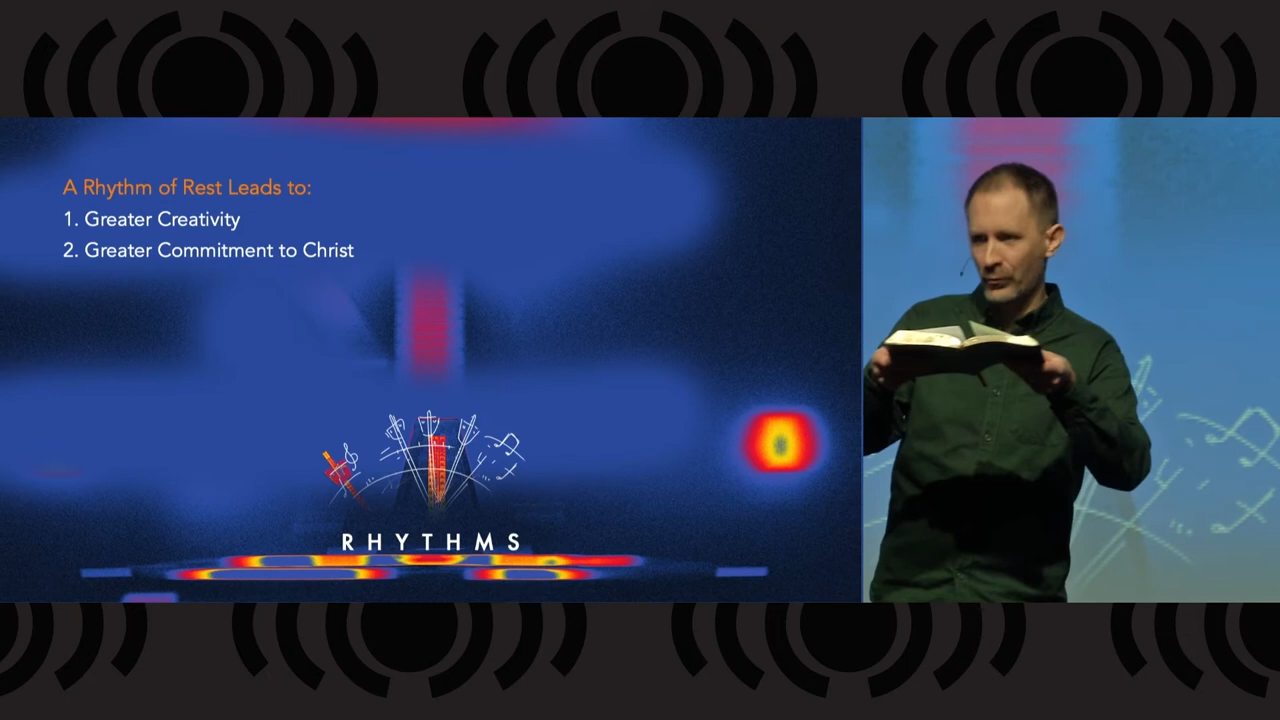 A Rhythm of Rest Leads to:
1. Greater Creativity
2. Greater Commitment to Christ
RHYTHMS